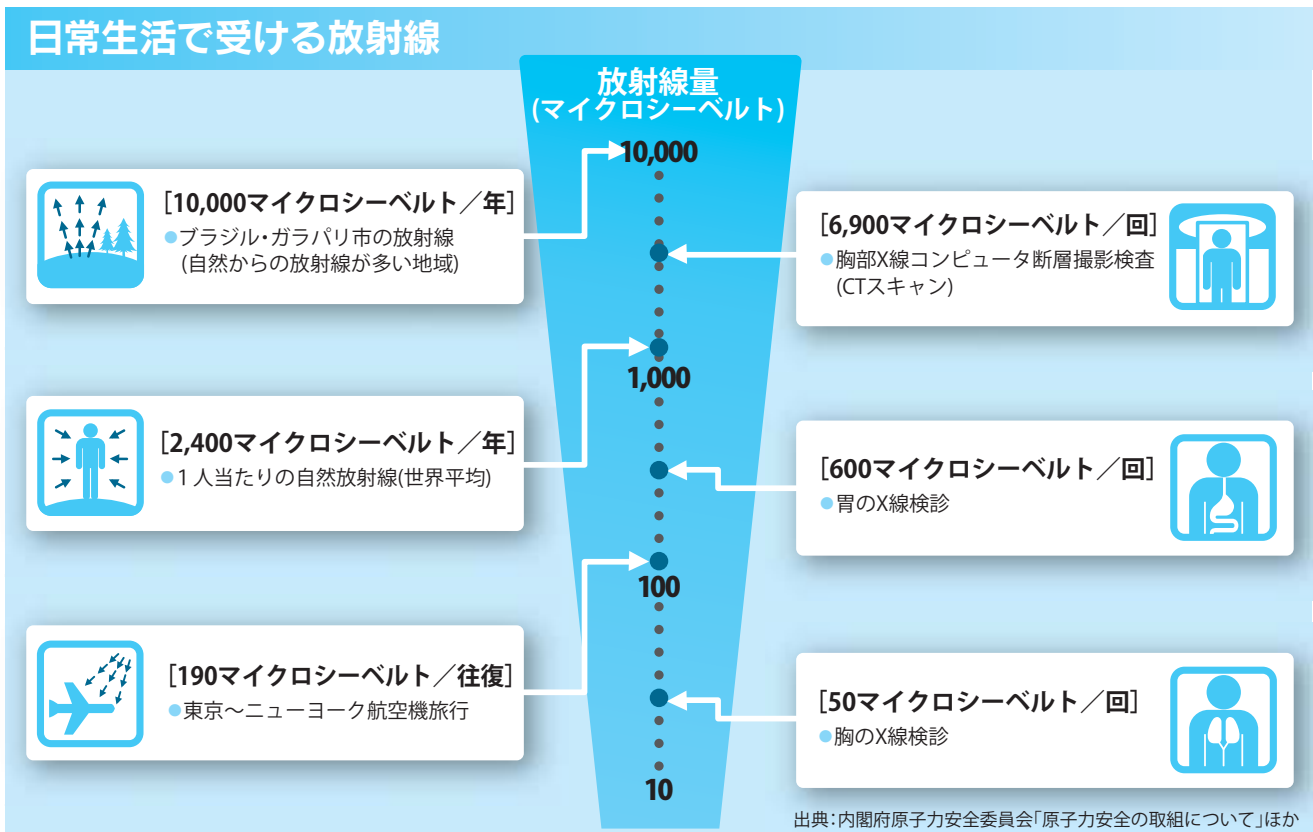 日常生活で受ける放射線
放射線量
(マイクロシーベルト)
10,000
1,000
100
10
[10,000マイクロシーベルト／年]
●ブラジル・ガラパリ市の放射線
(自然からの放射線が多い地域)
[2,400マイクロシーベルト／年]
●1人当たりの自然放射線(世界平均)
[190マイクロシーベルト／往復]
●東京〜ニューヨーク航空機旅行
[6,900マイクロシーベルト／回]
●胸部X線コンピュータ断層撮影検査
(CTスキャン)
[600マイクロシーベルト／回]
●胃のX線検診
[50マイクロシーベルト／回]
●胸のX線検診
出典：内閣府原子力安全委員会「原子力安全の取組について」ほか